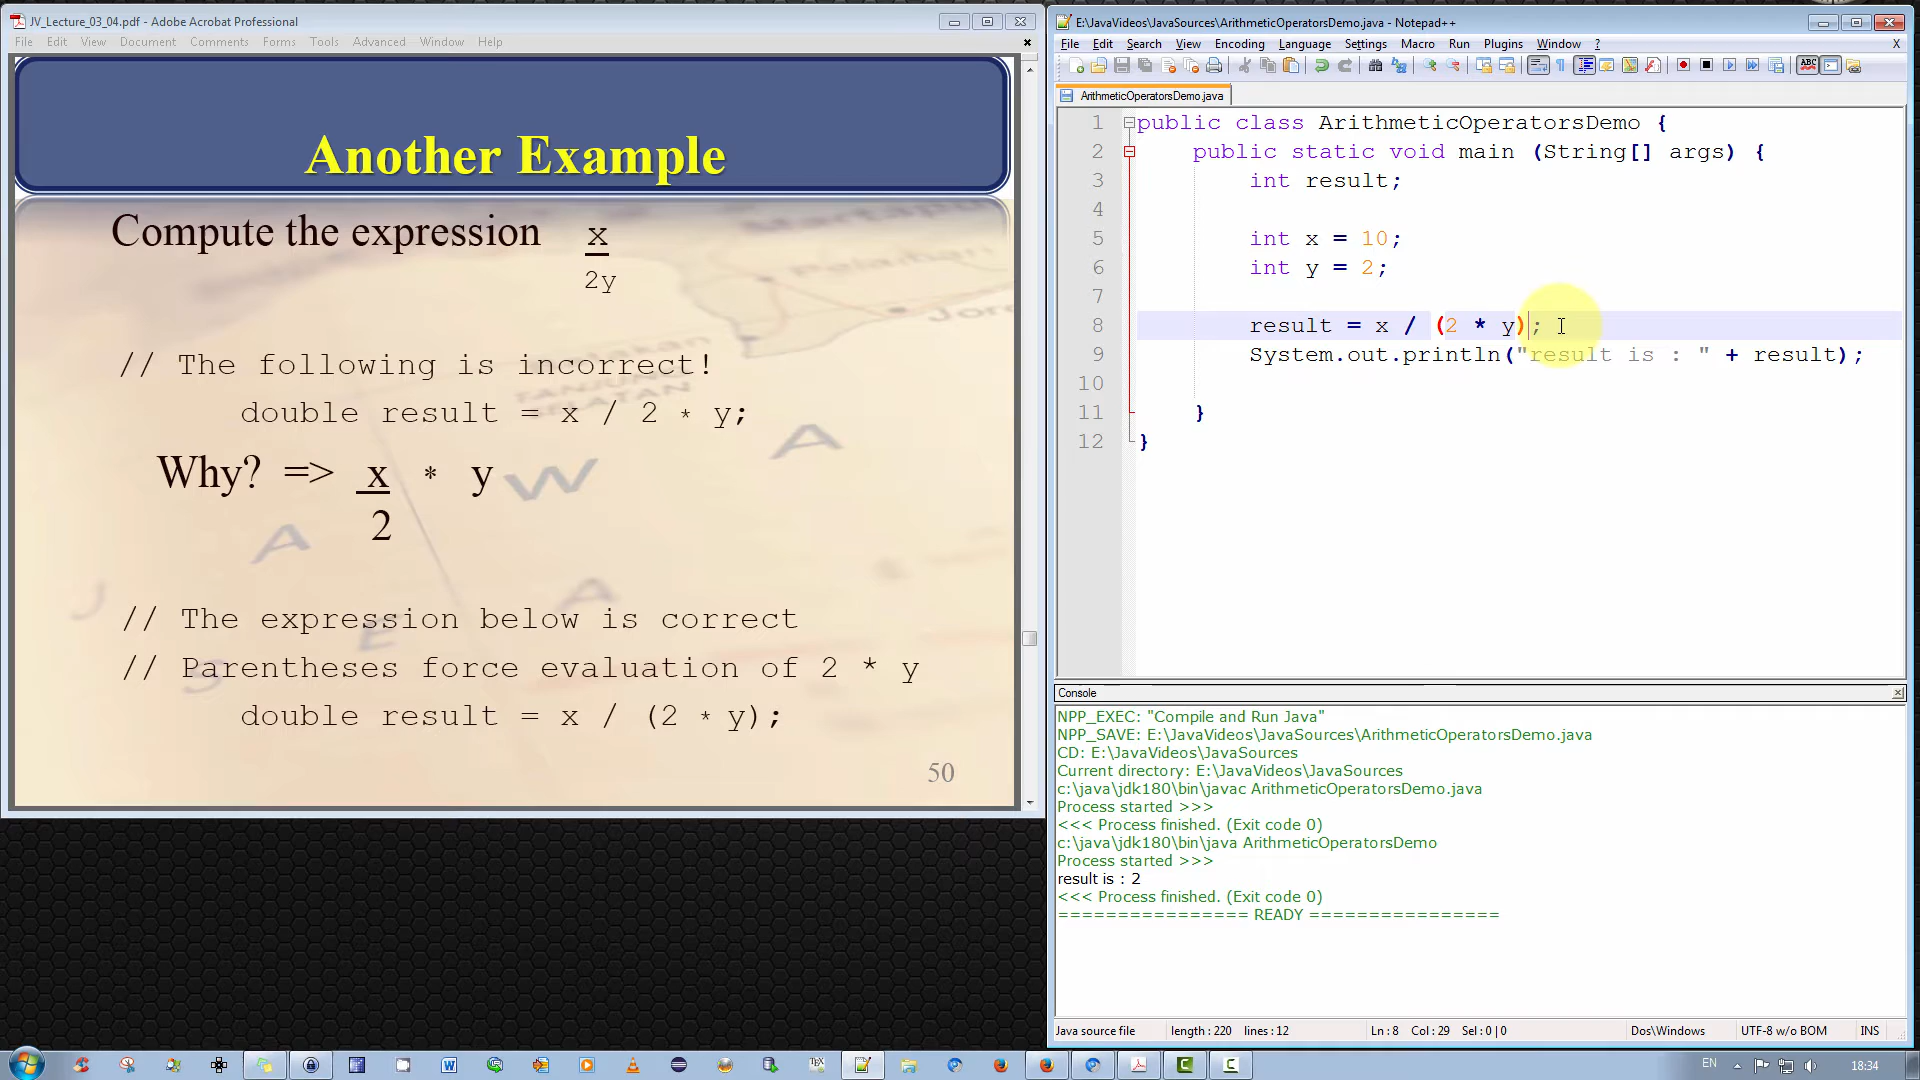 JV_Lecture_03_04.pdf - Adobe Acrobat Professional
File Edit View Document Comments Forms Tools Advanced Window Help
Another Example
Compute the expression x
2y
// The following is incorrect!
double result = x / 2 * y;
Why? => x * y
2
// The expression below is correct
// Parentheses force evaluation of 2 * y
double result = x / (2 * y);
50
E:\JavaVideos\JavaSources\ArithmeticOperatorsDemo.java - Notepad++
File Edit Search View Encoding Language Settings Macro Run Plugins Window ? X
ArithmeticOperatorsDemo.java
1 public class ArithmeticOperatorsDemo {
2 public static void main (String[] args) {
3 int result;
4
5 int x = 10;
6 int y = 2;
7
8 result = x / (2 * y);
9 System.out.println("result is : " + result);
10
11 }
12 }
Console
NPP_EXEC: "Compile and Run Java"
NPP_SAVE: E:\JavaVideos\JavaSources\ArithmeticOperatorsDemo.java
CD: E:\JavaVideos\JavaSources
Current directory: E:\JavaVideos\JavaSources
c:\java\jdk180\bin\javac ArithmeticOperatorsDemo.java
Process started >>>
<<< Process finished. (Exit code 0)
c:\java\jdk180\bin\java ArithmeticOperatorsDemo
Process started >>>
result is : 2
<<< Process finished. (Exit code 0)
================ READY ================
Java source file length : 220 lines : 12 Ln : 8 Col : 29 Sel : 0 | 0 Dos\Windows UTF-8 w/o BOM INS
EN 18:34